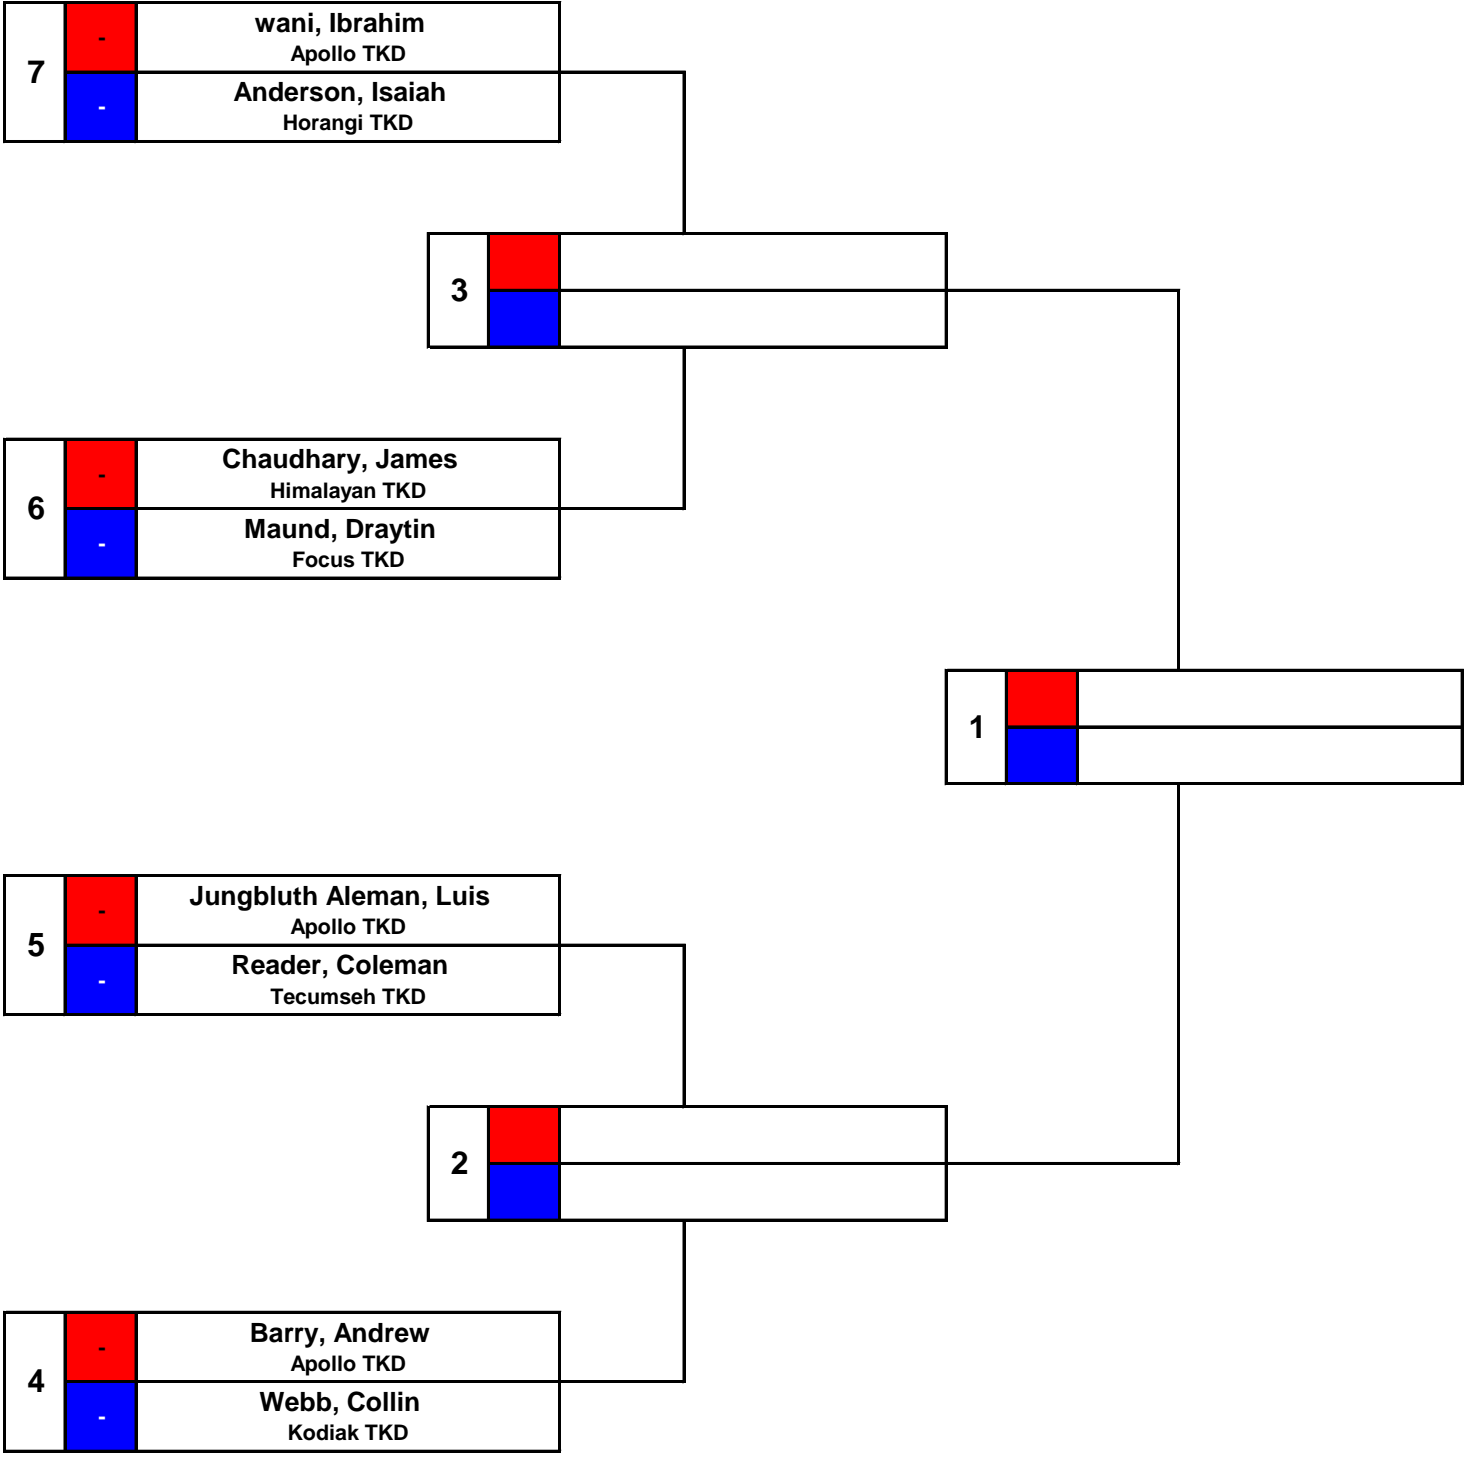 7
-
wani, Ibrahim
Apollo TKD
-
Anderson, Isaiah
Horangi TKD
3
6
-
Chaudhary, James
Himalayan TKD
-
Maund, Draytin
Focus TKD
1
5
-
Jungbluth Aleman, Luis
Apollo TKD
-
Reader, Coleman
Tecumseh TKD
2
4
-
Barry, Andrew
Apollo TKD
-
Webb, Collin
Kodiak TKD